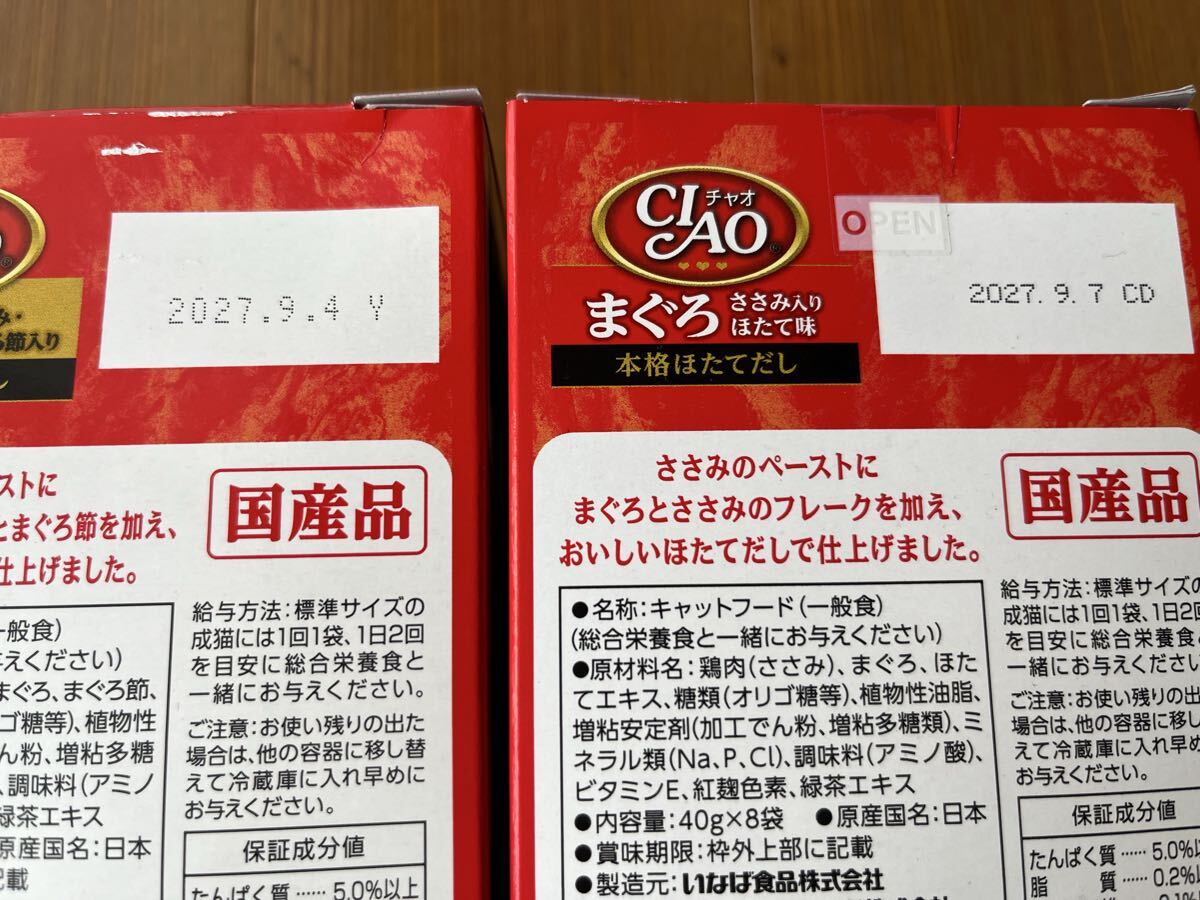 み・
節入り
2027.9.4 Y
ストに
とまぐろ節を加え、
仕上げました。
国産品
一般食)
与えください)
まぐろ、まぐろ節、
ゴ糖等)、植物性
ん粉、増粘多糖
、調味料(アミノ
緑茶エキス
原産国名:日本
記載
給与方法:標準サイズの
成猫には1回1袋、1日2回
を目安に総合栄養食と
一緒にお与えください。
ご注意:お使い残りの出た
場合は、他の容器に移し替
えて冷蔵庫に入れ早めに
お与えください。
保証成分値
たんぱく質……5.0%以上
CIAO チャオ
®
まぐろ ささみ入り
ほたて味
本格ほたてだし
OPEN
2027. 9. 7 CD
ささみのペーストに
まぐろとささみのフレークを加え、
おいしいほたてだしで仕上げました。
国産品
●名称:キャットフード(一般食)
(総合栄養食と一緒にお与えください)
●原材料名:鶏肉(ささみ)、まぐろ、ほた
てエキス、糖類(オリゴ糖等)、植物性油脂、
増粘安定剤(加工でん粉、増粘多糖類)、ミ
ネラル類(Na、P、Cl)、調味料(アミノ酸)、
ビタミンE、紅麹色素、緑茶エキス
●内容量:40g×8袋 ●原産国名:日本
●賞味期限:枠外上部に記載
●製造元:いなば食品株式会社
給与方法:標準サイズの
成猫には1回1袋、1日2回
を目安に総合栄養食と
一緒にお与えください。
ご注意:お使い残りの出
場合は、他の容器に移し
えて冷蔵庫に入れ早めに
お与えください。
保証成分値
たんぱく質……5.0%以
脂 質……0.2%以